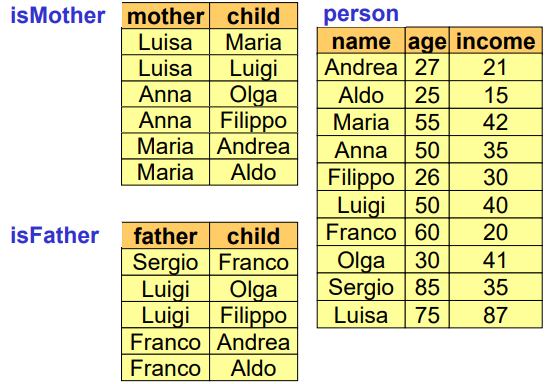 isMother
mother child
Luisa Maria
Luisa Luigi
Anna Olga
Anna Filippo
Maria Andrea
Maria Aldo
isFather
father child
Sergio Franco
Luigi Olga
Luigi Filippo
Franco Andrea
Franco Aldo
person
name age income
Andrea 27 21
Aldo 25 15
Maria 55 42
Anna 50 35
Filippo 26 30
Luigi 50 40
Franco 60 20
Olga 30 41
Sergio 85 35
Luisa 75 87